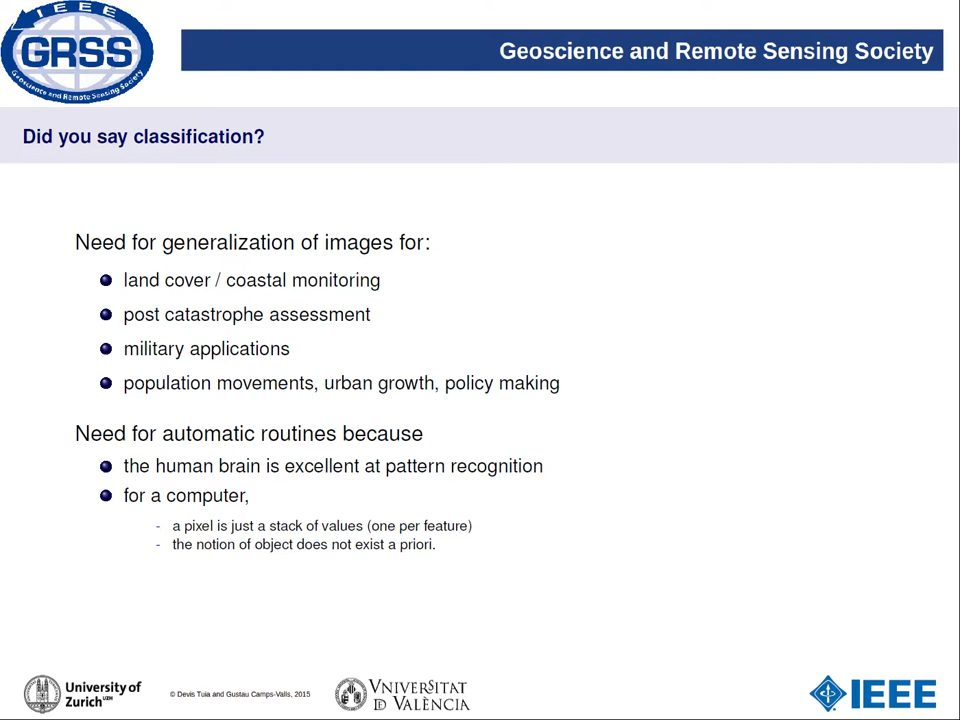 IEEE
GRSS
Geoscience and Remote Sensing Society
Geoscience and Remote Sensing Society
Did you say classification?
Need for generalization of images for:
land cover / coastal monitoring
post catastrophe assessment
military applications
population movements, urban growth, policy making
Need for automatic routines because
the human brain is excellent at pattern recognition
for a computer,
- a pixel is just a stack of values (one per feature)
- the notion of object does not exist a priori.
University of
Zurich UZH
© Devis Tuia and Gustau Camps-Valls, 2015
VNIVERSITAT
ID VALÈNCIA
IEEE